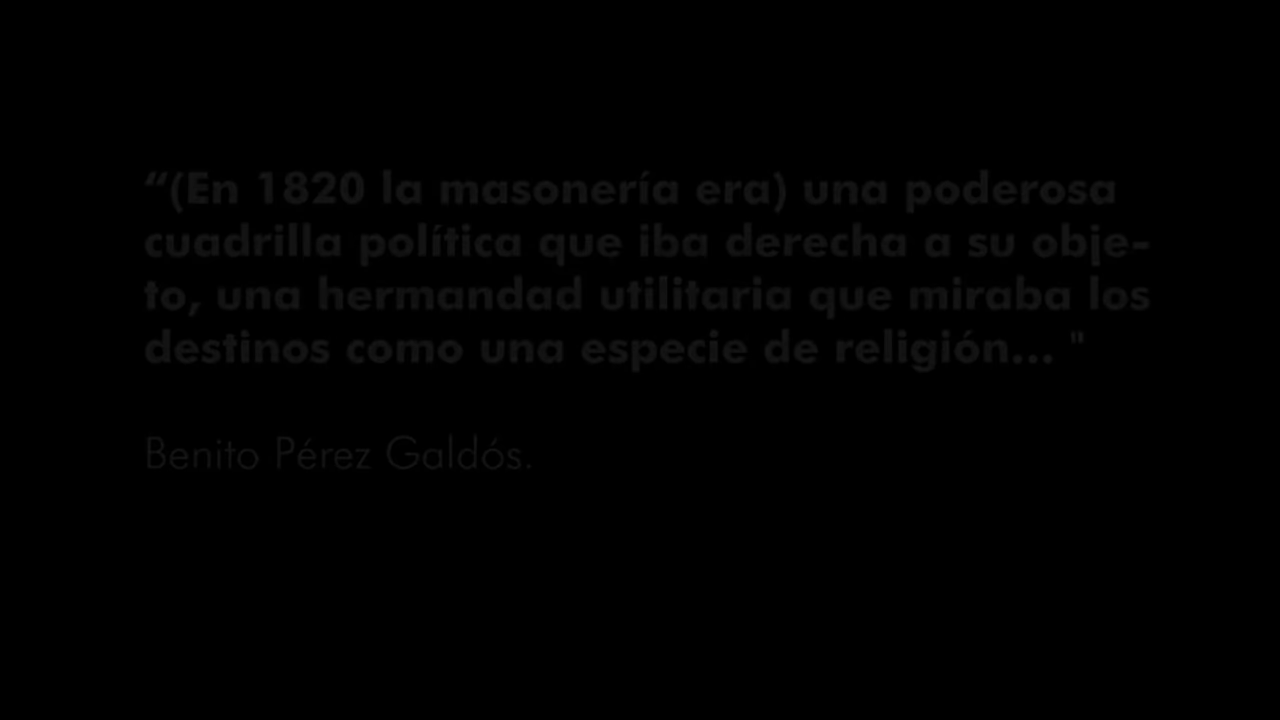 “(En 1820 la masonería era) una poderosa
cuadrilla política que iba derecha a su obje-
to, una hermandad utilitaria que miraba los
destinos como una especie de religión... "
Benito Pérez Galdós.